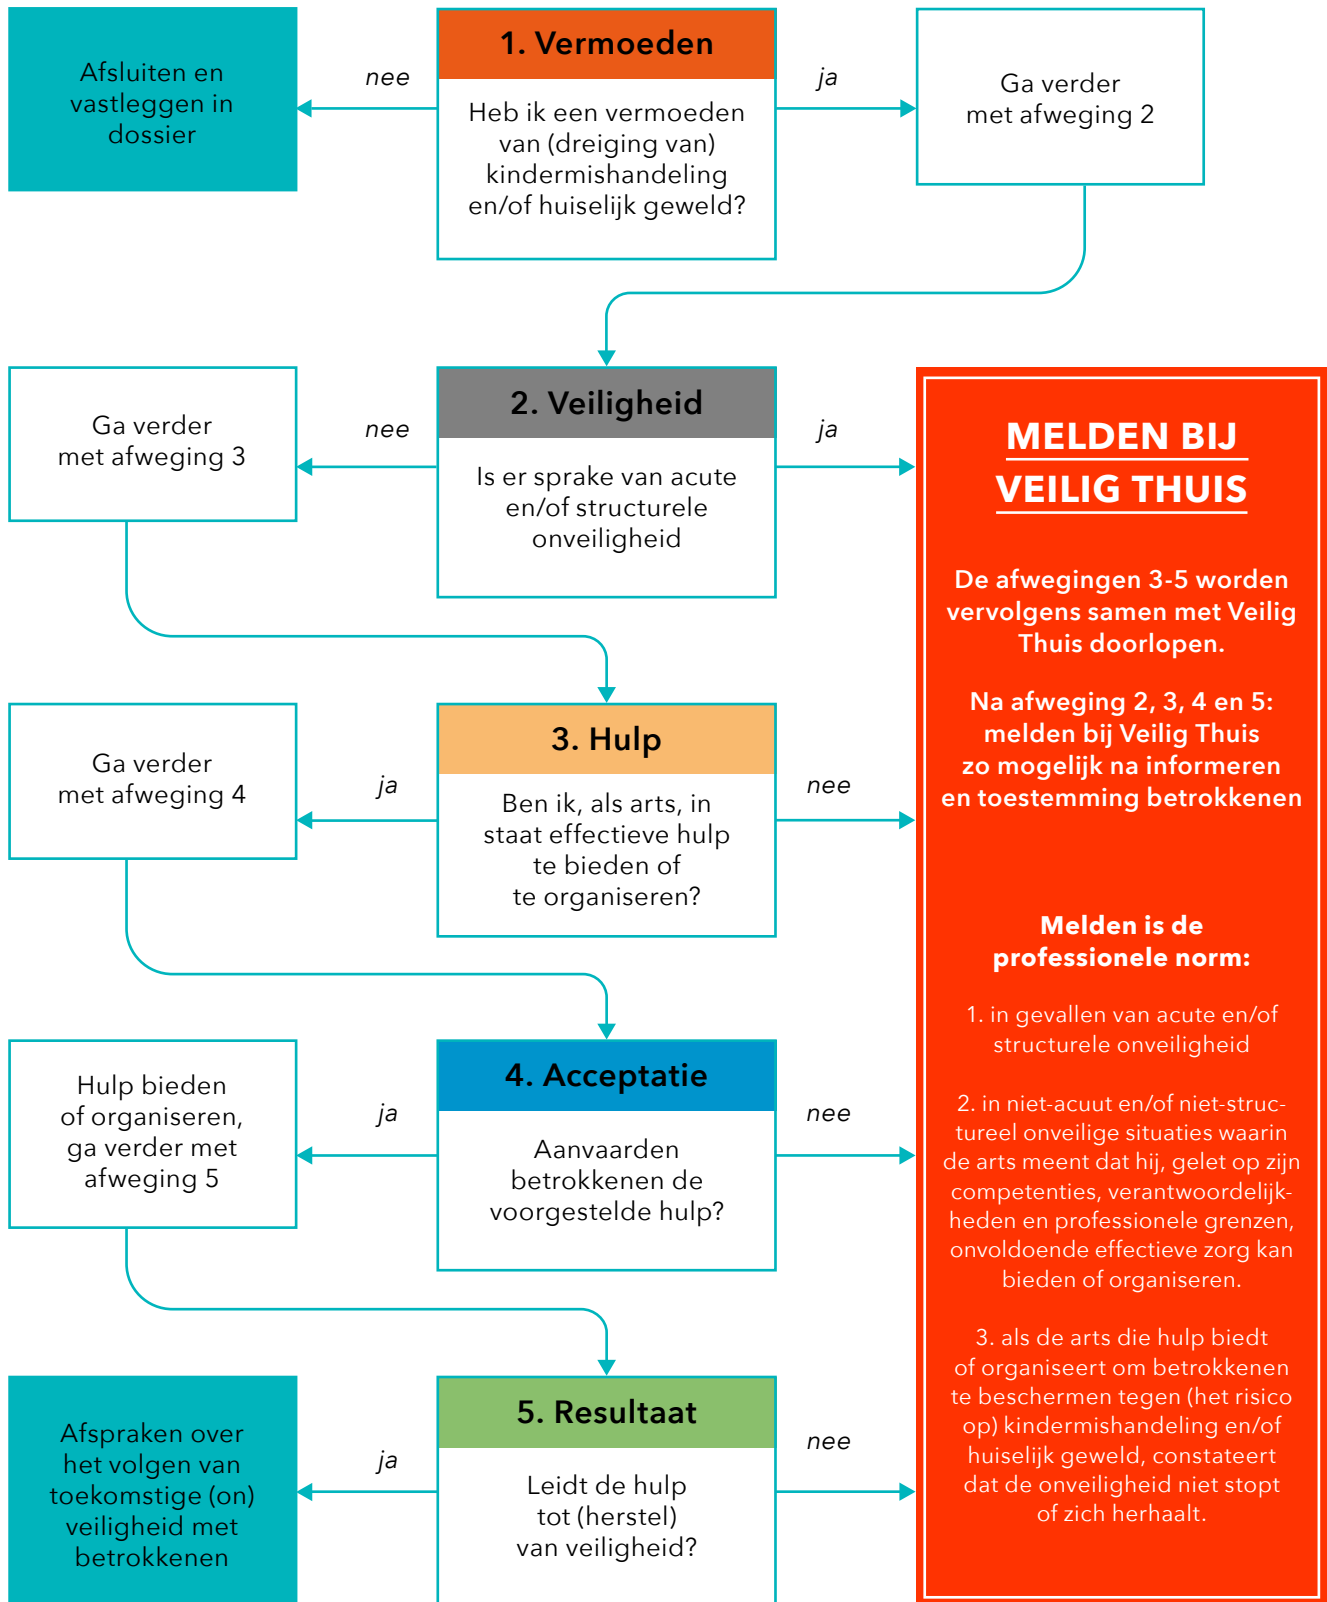 Afsluiten en
vastleggen in
dossier
nee
1. Vermoeden
Heb ik een vermoeden
van (dreiging van)
kindermishandeling
en/of huiselijk geweld?
ja
Ga verder
met afweging 2
Ga verder
met afweging 3
nee
2. Veiligheid
Is er sprake van acute
en/of structurele
onveiligheid
ja
Ga verder
met afweging 4
ja
3. Hulp
Ben ik, als arts, in
staat effectieve hulp
te bieden of
te organiseren?
nee
Hulp bieden
of organiseren,
ga verder met
afweging 5
ja
4. Acceptatie
Aanvaarden
betrokkenen de
voorgestelde hulp?
nee
Afspraken over
het volgen van
toekomstige (on)
veiligheid met
betrokkenen
ja
5. Resultaat
Leidt de hulp
tot (herstel)
van veiligheid?
nee
MELDEN BIJ
VEILIG THUIS
De afwegingen 3-5 worden
vervolgens samen met Veilig
Thuis doorlopen.
Na afweging 2, 3, 4 en 5:
melden bij Veilig Thuis
zo mogelijk na informeren
en toestemming betrokkenen
Melden is de
professionele norm:
1. in gevallen van acute en/of
structurele onveiligheid
2. in niet-acuut en/of niet-struc-
tureel onveilige situaties waarin
de arts meent dat hij, gelet op zijn
competenties, verantwoordelijk-
heden en professionele grenzen,
onvoldoende effectieve zorg kan
bieden of organiseren.
3. als de arts die hulp biedt
of organiseert om betrokkenen
te beschermen tegen (het risico
op) kindermishandeling en/of
huiselijk geweld, constateert
dat de onveiligheid niet stopt
of zich herhaalt.